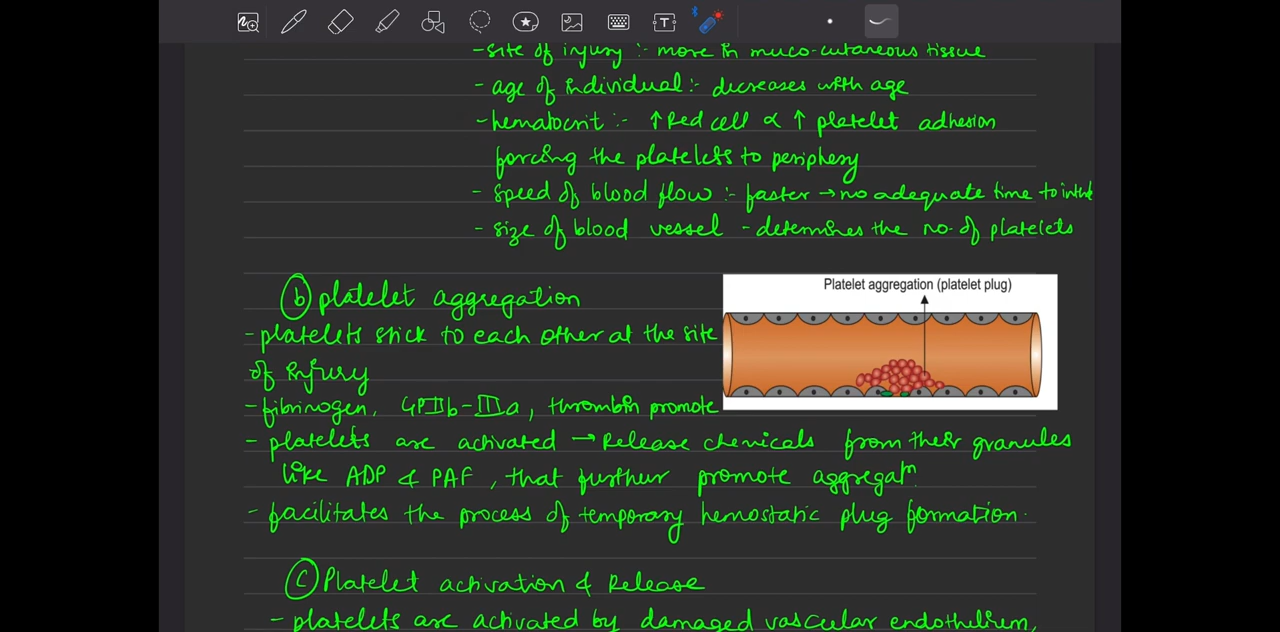 -site of injury :- more in muco-cutaneous tissue
- age of individual :- decreases with age
-hematocrit :- ↑ Red cell ∝ ↑ platelet adhesion
forcing the platelets to periphery
- speed of blood flow :- faster → no adequate time to
- size of blood vessel - determines the no. of platelets
(b) platelet aggregation
Platelet aggregation (platelet plug)
- platelets stick to each other at the site
of injury
- fibrinogen, GPIIb-IIIa, thrombin promote
- platelets are activated → Release chemicals from their granules
like ADP & PAF, that further promote aggregatn.
- facilitates the process of temporary hemostatic plug formation.
(c) Platelet activation & Release
- platelets are activated by damaged vascular endothelium,